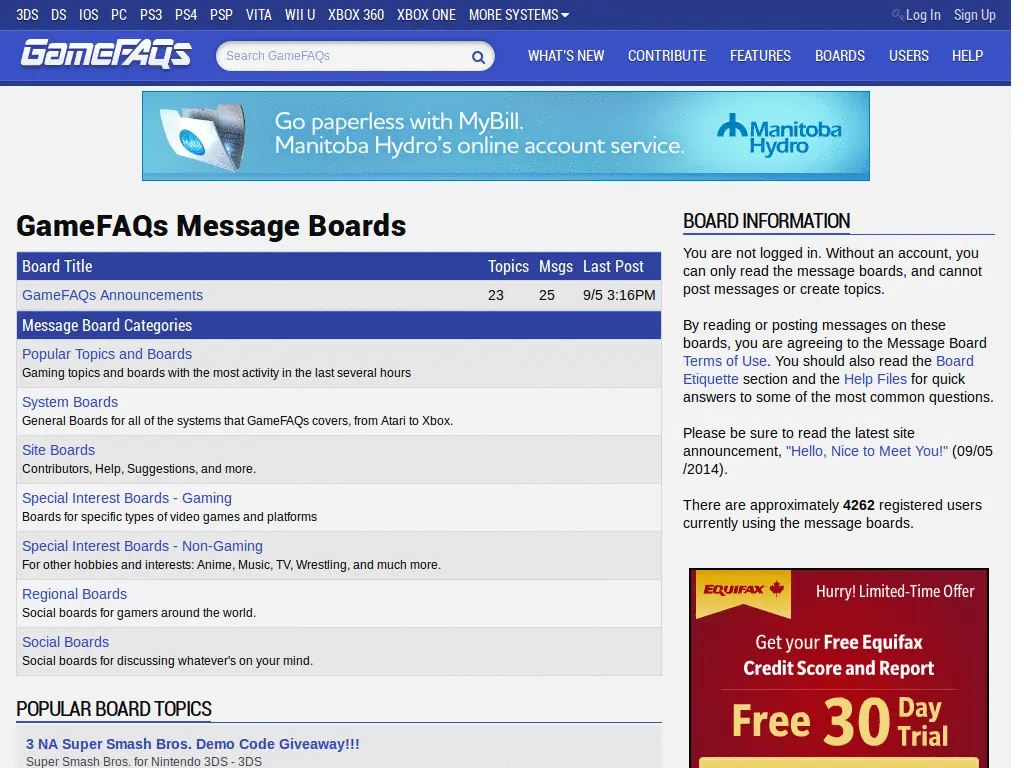 3DS DS IOS PC PS3 PS4 PSP VITA WII U XBOX 360 XBOX ONE MORE SYSTEMS Log In Sign Up
GameFAQs Search GameFAQs WHAT'S NEW CONTRIBUTE FEATURES BOARDS USERS HELP
MyBill
Go paperless with MyBill.
Manitoba Hydro's online account service.
Manitoba
Hydro
GameFAQs Message Boards
Board Title Topics Msgs Last Post
GameFAQs Announcements 23 25 9/5 3:16PM
Message Board Categories
Popular Topics and Boards
Gaming topics and boards with the most activity in the last several hours
System Boards
General Boards for all of the systems that GameFAQs covers, from Atari to Xbox.
Site Boards
Contributors, Help, Suggestions, and more.
Special Interest Boards - Gaming
Boards for specific types of video games and platforms
Special Interest Boards - Non-Gaming
For other hobbies and interests: Anime, Music, TV, Wrestling, and much more.
Regional Boards
Social boards for gamers around the world.
Social Boards
Social boards for discussing whatever's on your mind.
POPULAR BOARD TOPICS
3 NA Super Smash Bros. Demo Code Giveaway!!!
Super Smash Bros. for Nintendo 3DS - 3DS
BOARD INFORMATION
You are not logged in. Without an account, you
can only read the message boards, and cannot
post messages or create topics.
By reading or posting messages on these
boards, you are agreeing to the Message Board
Terms of Use. You should also read the Board
Etiquette section and the Help Files for quick
answers to some of the most common questions.
Please be sure to read the latest site
announcement, "Hello, Nice to Meet You!" (09/05
/2014).
There are approximately 4262 registered users
currently using the message boards.
EQUIFAX Hurry! Limited-Time Offer
Get your Free Equifax
Credit Score and Report
Free 30 Day
Trial